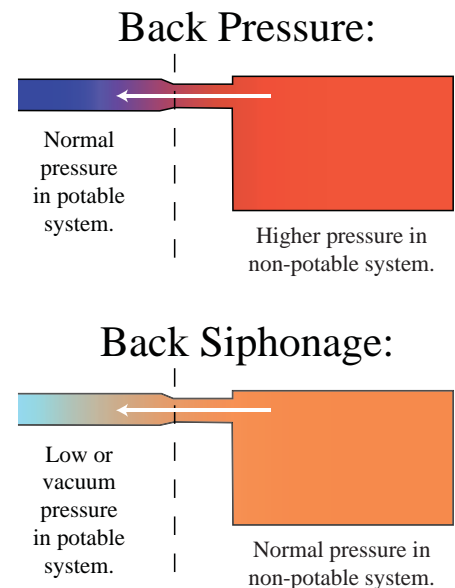 Back Pressure:
Normal
pressure
in potable
system.
Higher pressure in
non-potable system.
Back Siphonage:
Low or
vacuum
pressure
in potable
system.
Normal pressure in
non-potable system.